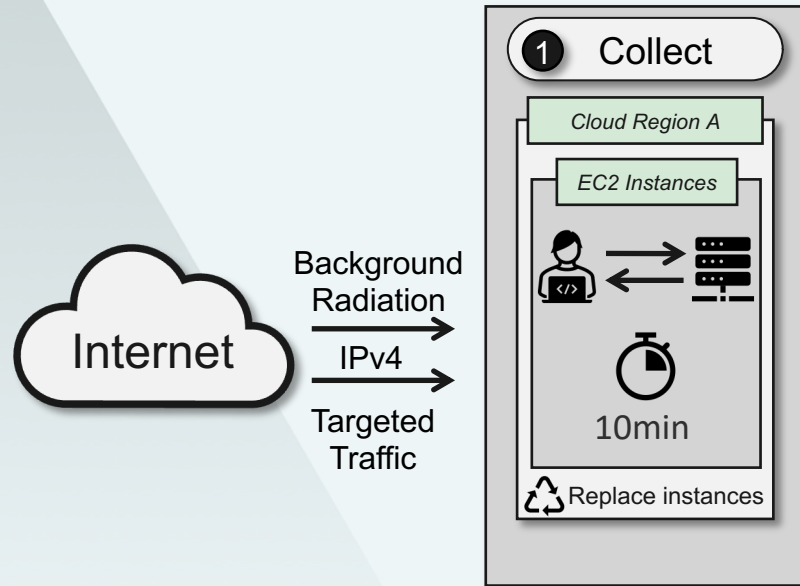 1 Collect
Cloud Region A
EC2 Instances
</>
10min
Replace instances
Internet
Background
Radiation
IPv4
Targeted
Traffic